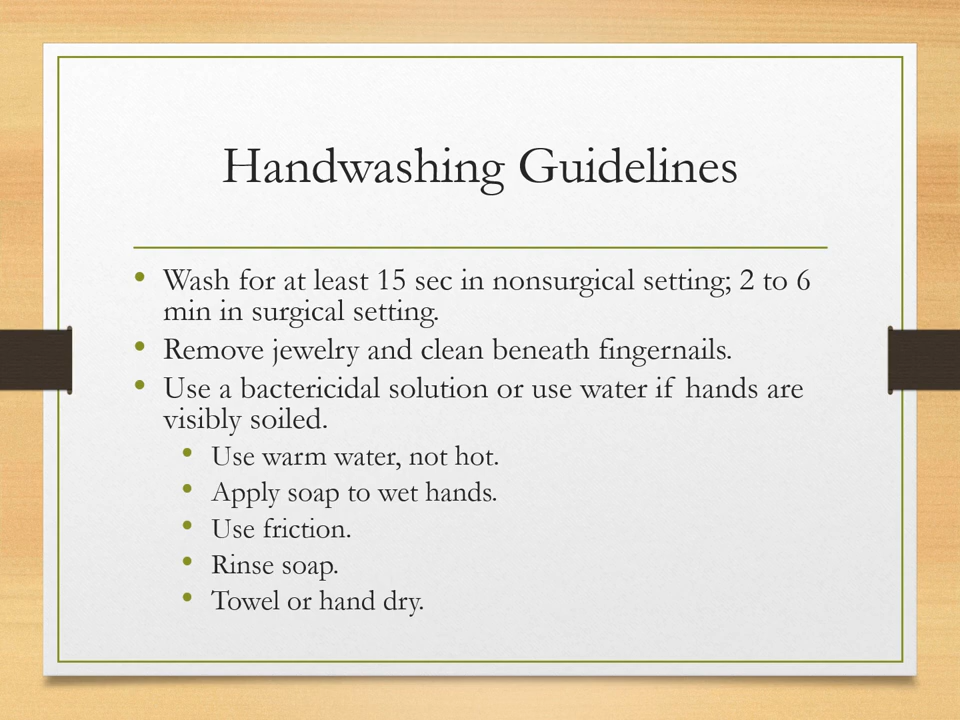 Handwashing Guidelines
• Wash for at least 15 sec in nonsurgical setting; 2 to 6
min in surgical setting.
• Remove jewelry and clean beneath fingernails.
• Use a bactericidal solution or use water if hands are
visibly soiled.
• Use warm water, not hot.
• Apply soap to wet hands.
• Use friction.
• Rinse soap.
• Towel or hand dry.